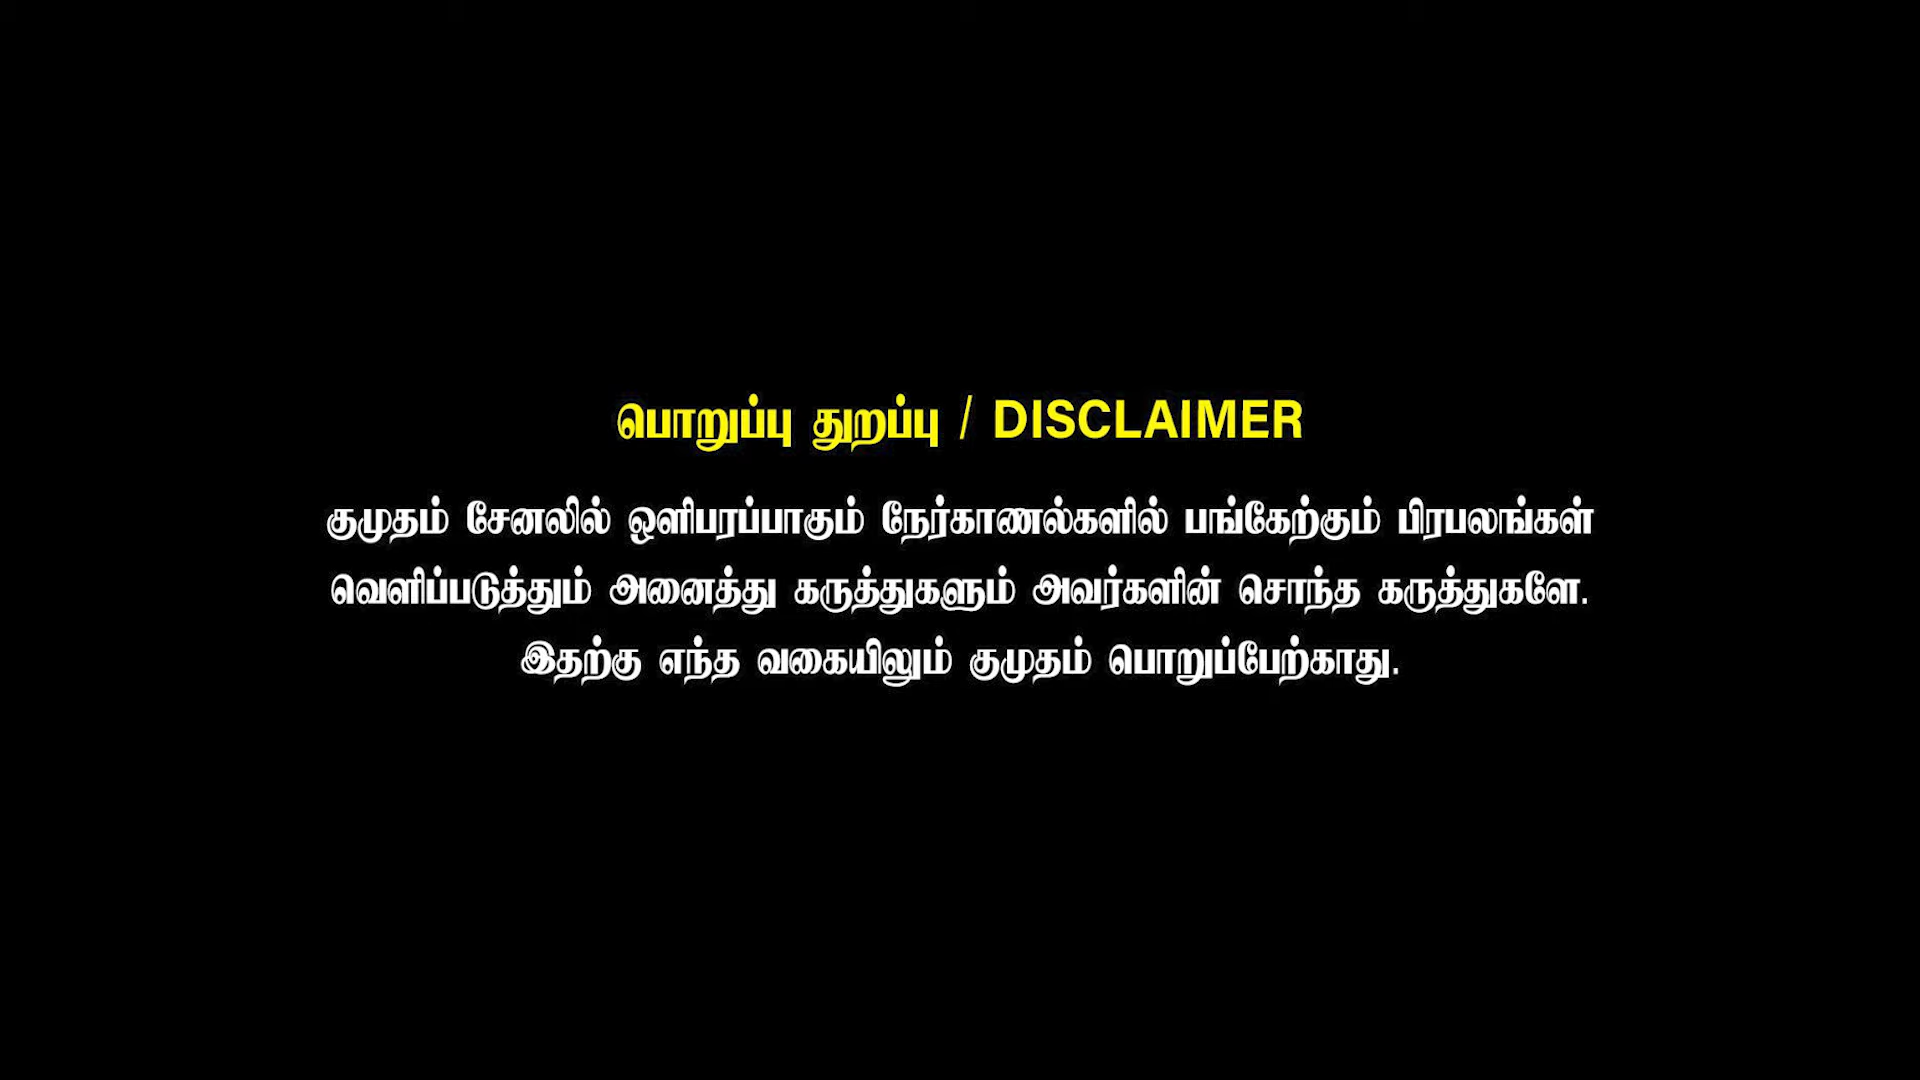 பொறுப்பு துறப்பு / DISCLAIMER
குமுதம் சேனலில் ஒளிபரப்பாகும் நேர்காணல்களில் பங்கேற்கும் பிரபலங்கள்
வெளிப்படுத்தும் அனைத்து கருத்துகளும் அவர்களின் சொந்த கருத்துகளே.
இதற்கு எந்த வகையிலும் குமுதம் பொறுப்பேற்காது.